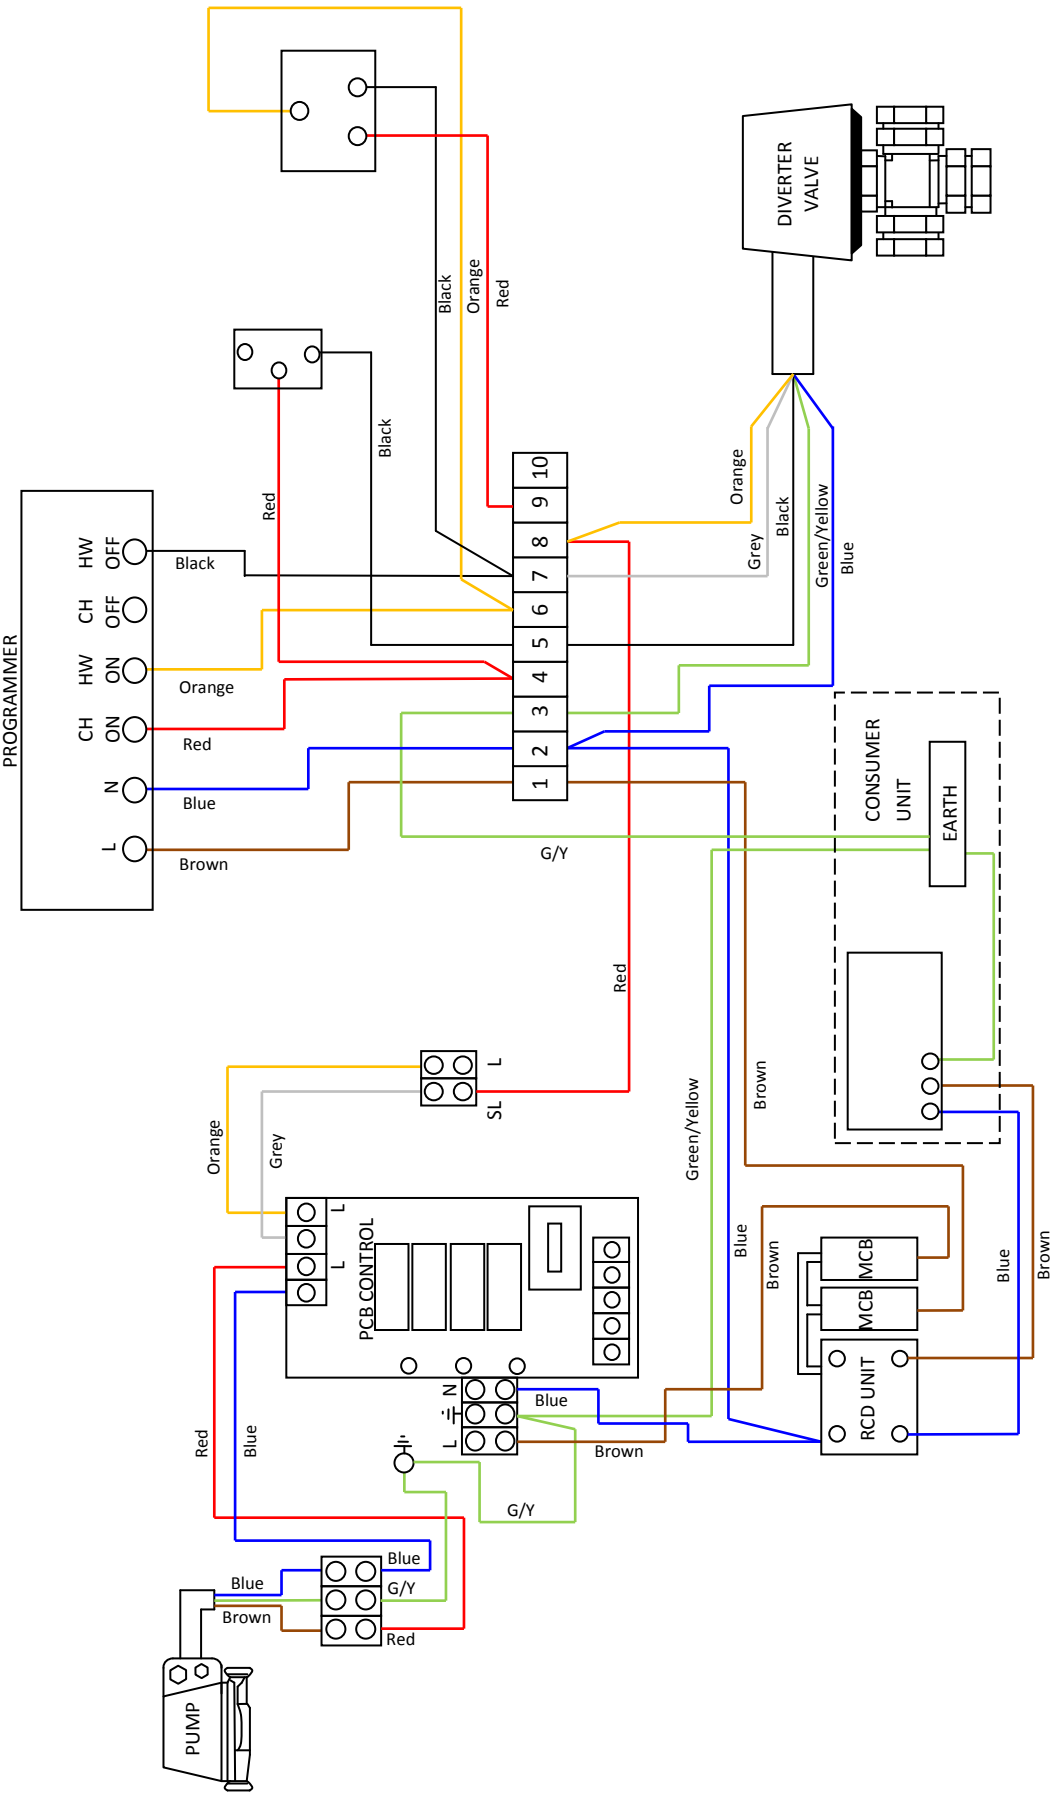 PROGRAMMER
HW
OFF
CH
OFF
HW
ON
CH
ON
N
L
Black
Orange
Red
Blue
Brown
Red
Black
Black
Orange
Red
10
9
8
7
6
5
4
3
2
1
DIVERTER
VALVE
Orange
Grey
Black
Green/Yellow
Blue
G/Y
Red
CONSUMER
UNIT
EARTH
Brown
Green/Yellow
Blue
Brown
Blue
Brown
MCB
MCB
RCD UNIT
L
SL
Orange
Grey
L
L
PCB CONTROL
N
L
Blue
Brown
G/Y
Red
Blue
Blue
G/Y
Red
Blue
Brown
PUMP